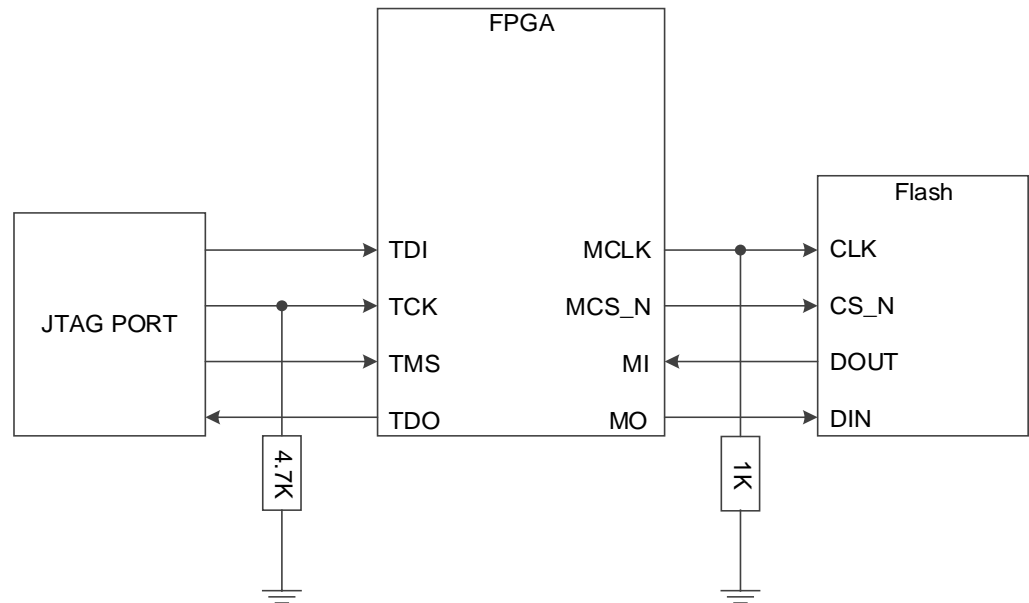 FPGA
Flash
JTAG PORT
TDI
TCK
TMS
TDO
MCLK
MCS_N
MI
MO
CLK
CS_N
DOUT
DIN
4.7K
1K